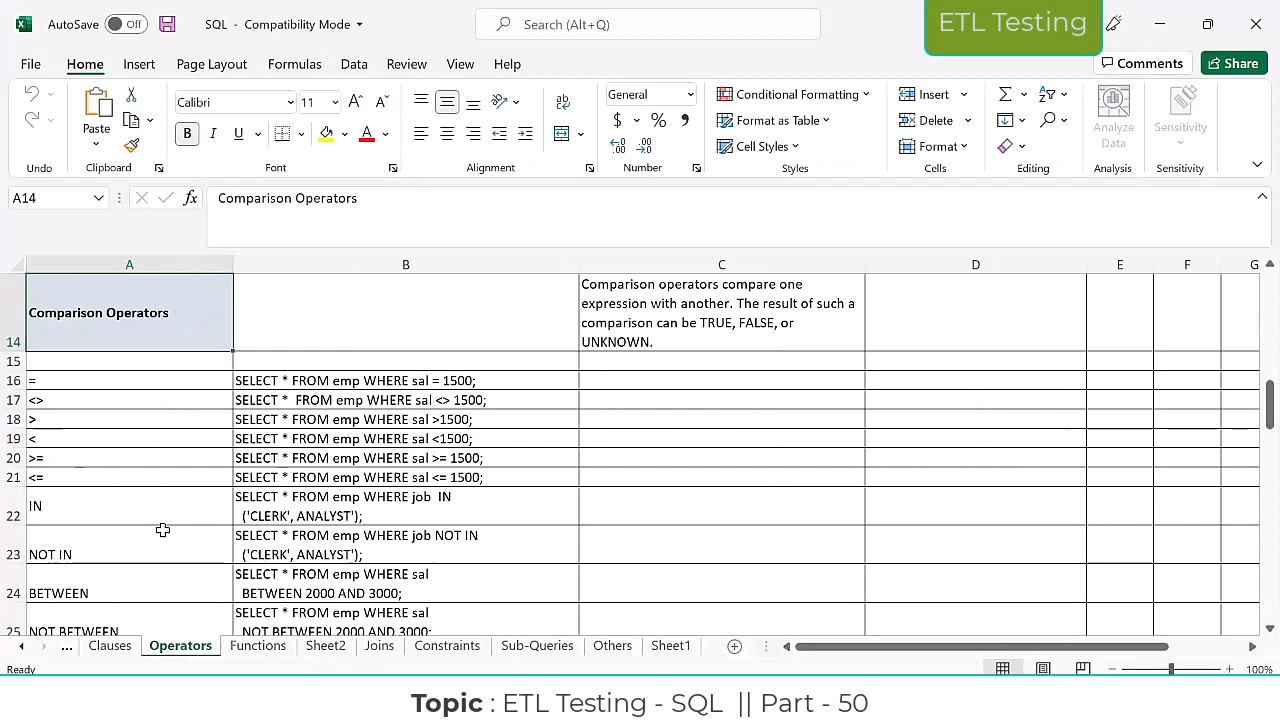 AutoSave Off SQL - Compatibility Mode Search (Alt+Q) ETL Testing
File Home Insert Page Layout Formulas Data Review View Help Comments Share
Paste
Calibri 11
B I U
General
$ %
Conditional Formatting
Format as Table
Cell Styles
Insert
Delete
Format
Analyze Data
Sensitivity
Undo Clipboard Font Alignment Number Styles Cells Editing Analysis Sensitivity
A14 fx Comparison Operators
A B C D E F G
14 Comparison Operators
Comparison operators compare one
expression with another. The result of such a
comparison can be TRUE, FALSE, or
UNKNOWN.
15
16 = SELECT * FROM emp WHERE sal = 1500;
17 <> SELECT * FROM emp WHERE sal <> 1500;
18 > SELECT * FROM emp WHERE sal >1500;
19 < SELECT * FROM emp WHERE sal <1500;
20 >= SELECT * FROM emp WHERE sal >= 1500;
21 <= SELECT * FROM emp WHERE sal <= 1500;
22 IN SELECT * FROM emp WHERE job IN
('CLERK', ANALYST');
23 NOT IN SELECT * FROM emp WHERE job NOT IN
('CLERK', ANALYST');
24 BETWEEN SELECT * FROM emp WHERE sal
BETWEEN 2000 AND 3000;
25 NOT BETWEEN SELECT * FROM emp WHERE sal
NOT BETWEEN 2000 AND 3000;
... Clauses Operators Functions Sheet2 Joins Constraints Sub-Queries Others Sheet1
Ready 100%
Topic : ETL Testing - SQL || Part - 50